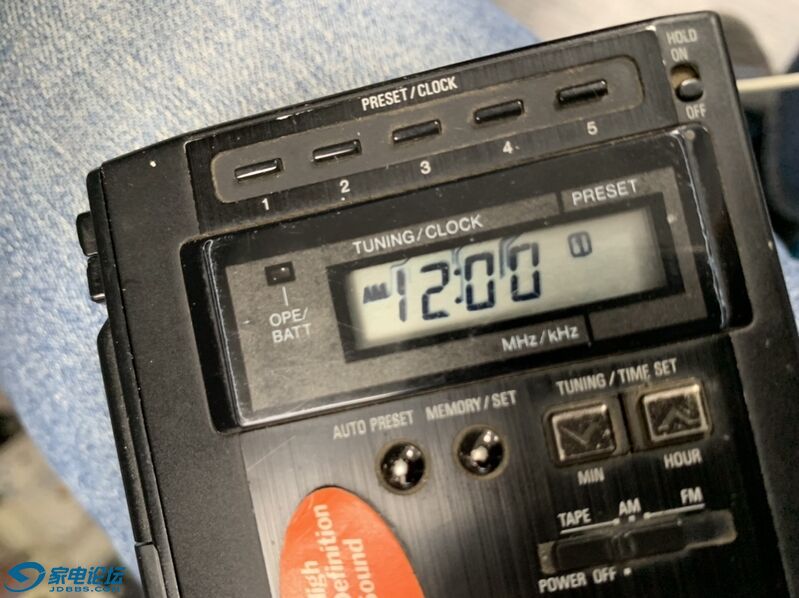 HOLD
ON
OFF
PRESET/CLOCK
1 2 3 4 5
TUNING/CLOCK
PRESET
AM 12:00
OPE/
BATT
MHz/kHz
TUNING / TIME SET
AUTO PRESET
MEMORY/SET
MIN
HOUR
TAPE AM FM
POWER OFF
High
Definition
Sound
家电论坛
JDBBS.COM